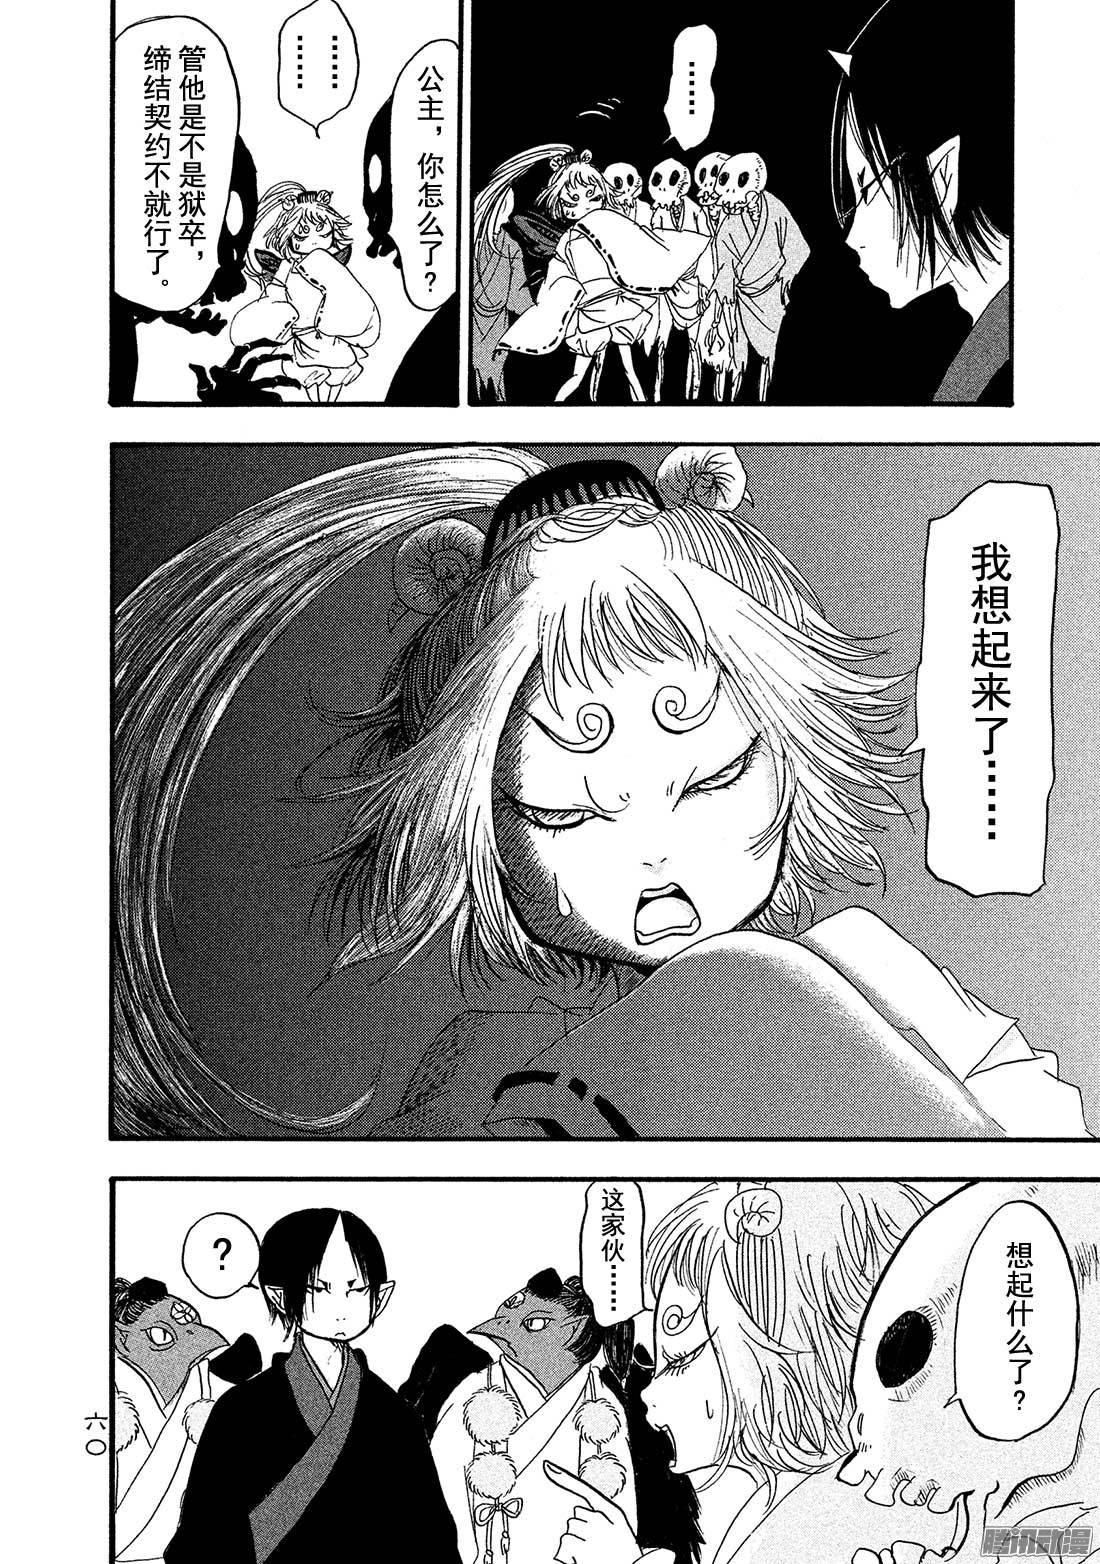 ……
公主，你怎么了？
……
……
管他是不是狱卒，
缔结契约不就行了。
我想起来了……
想起什么了？
这家伙……
？
六〇
腾讯动漫